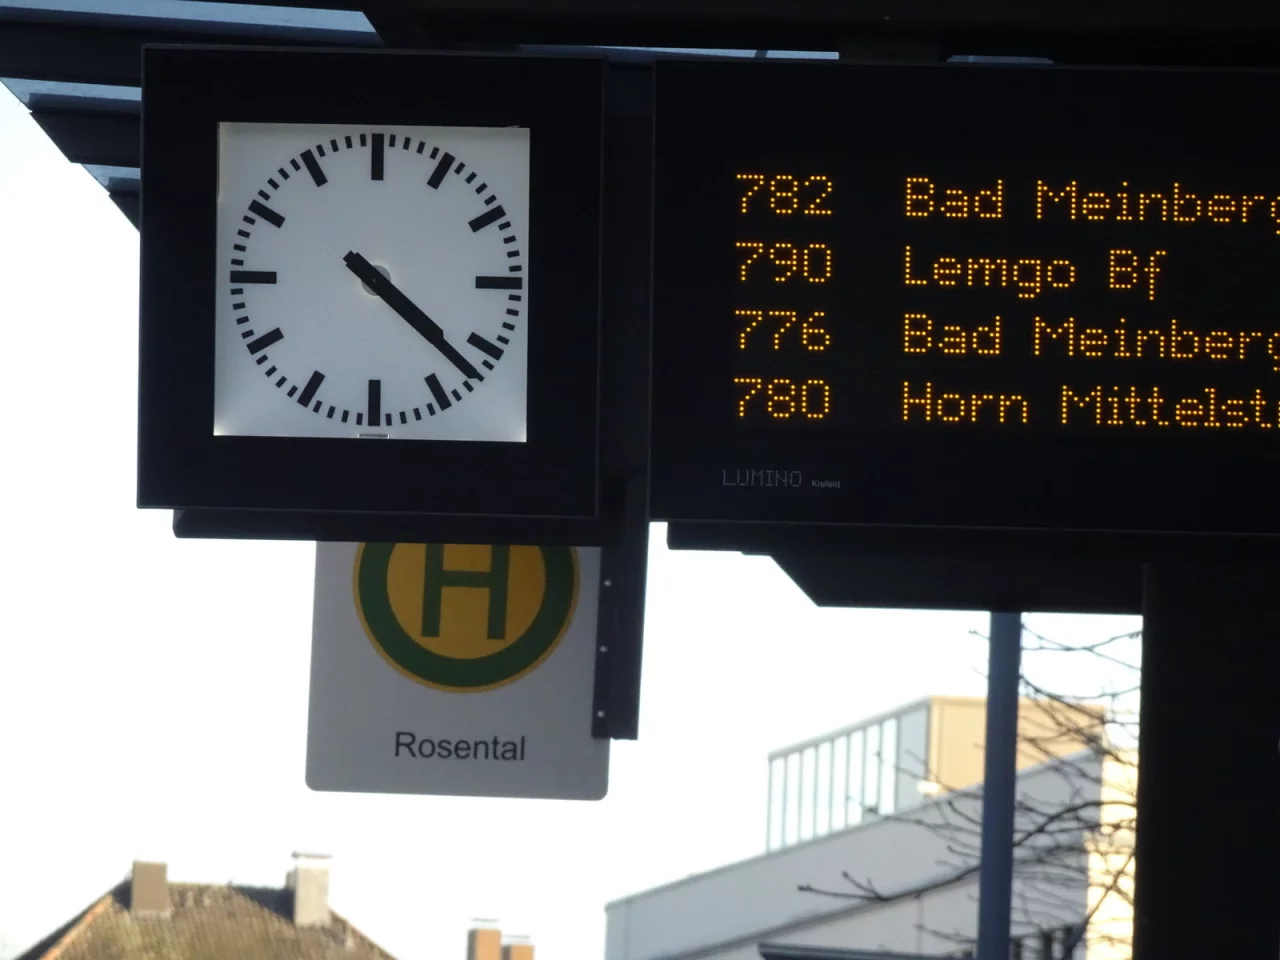 782 Bad Meinberg
790 Lemgo Bf
776 Bad Meinberg
780 Horn Mittelst
LUMINO Krefeld
H
Rosental